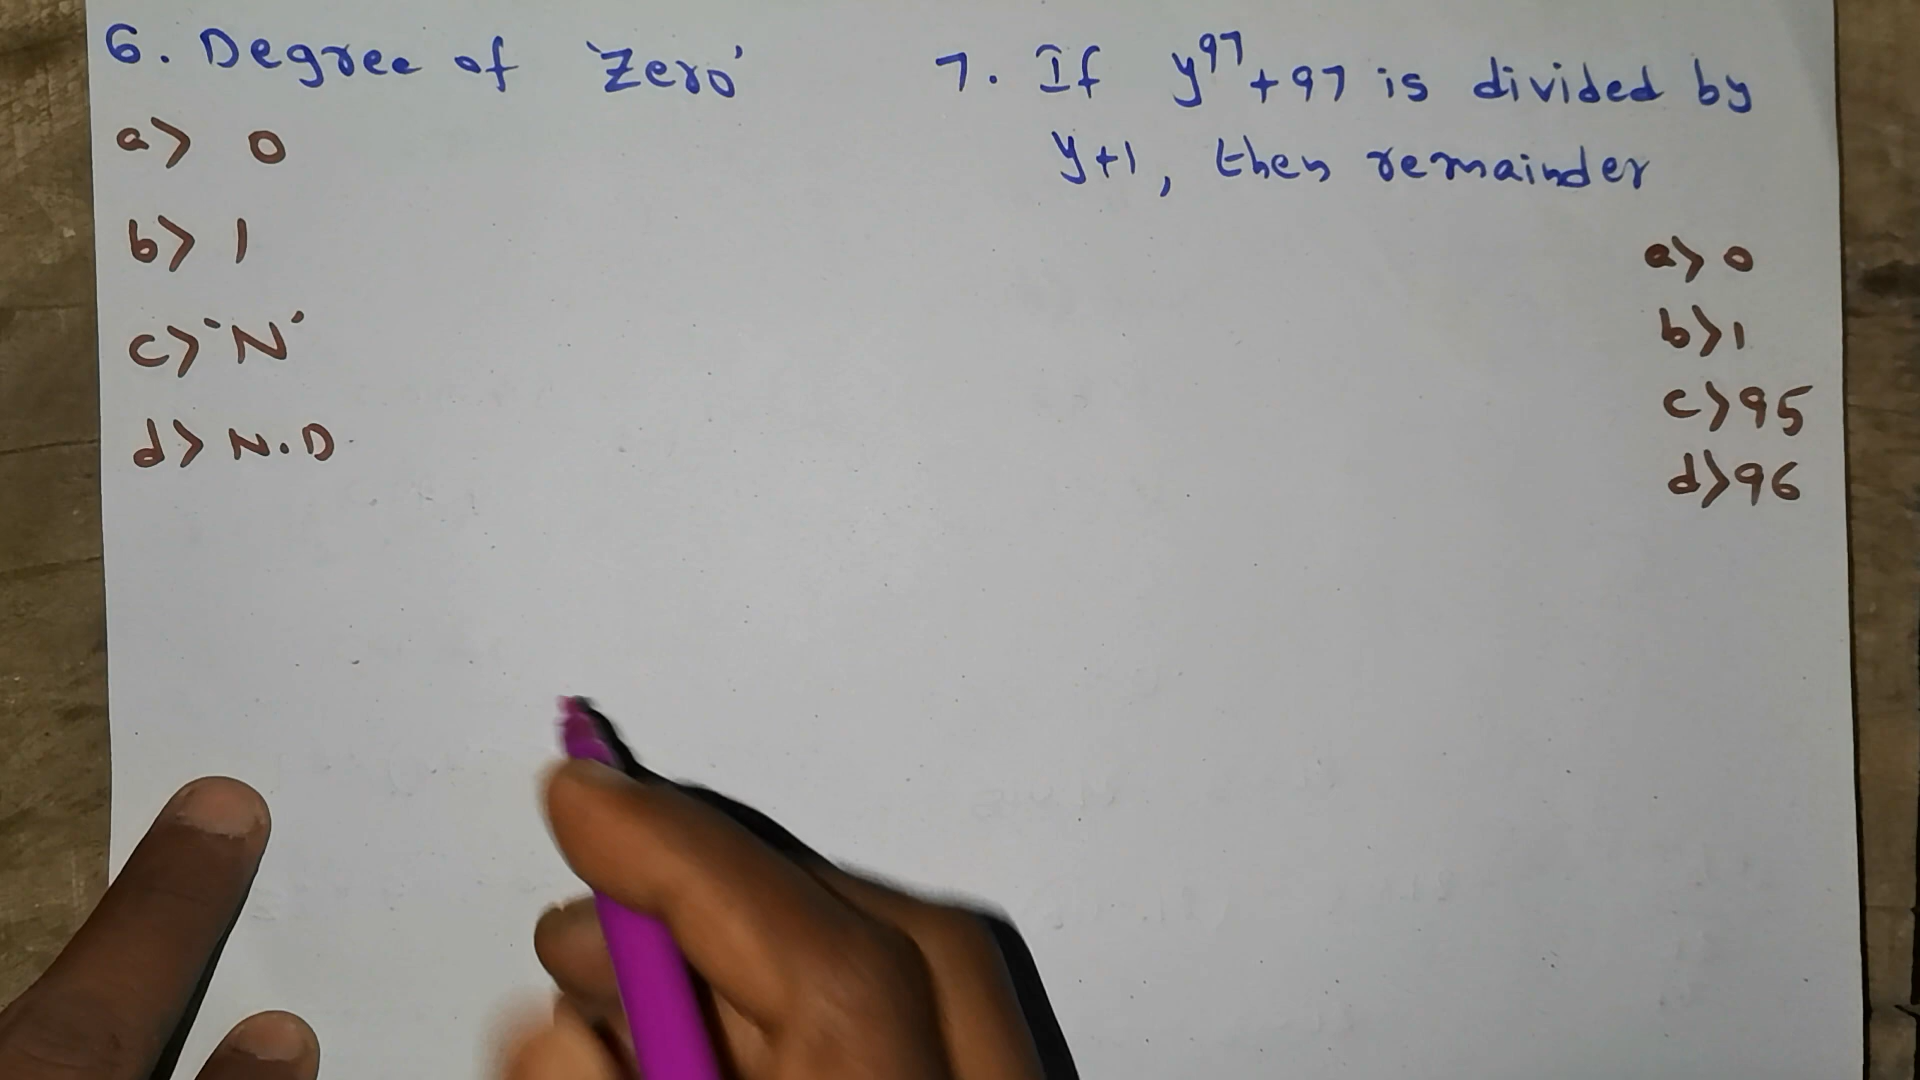 6. Degree of 'Zero'
a> 0
b> 1
c> 'N'
d> N.D
7. If y⁹⁷+97 is divided by
y+1, then remainder
a> 0
b> 1
c> 95
d> 96